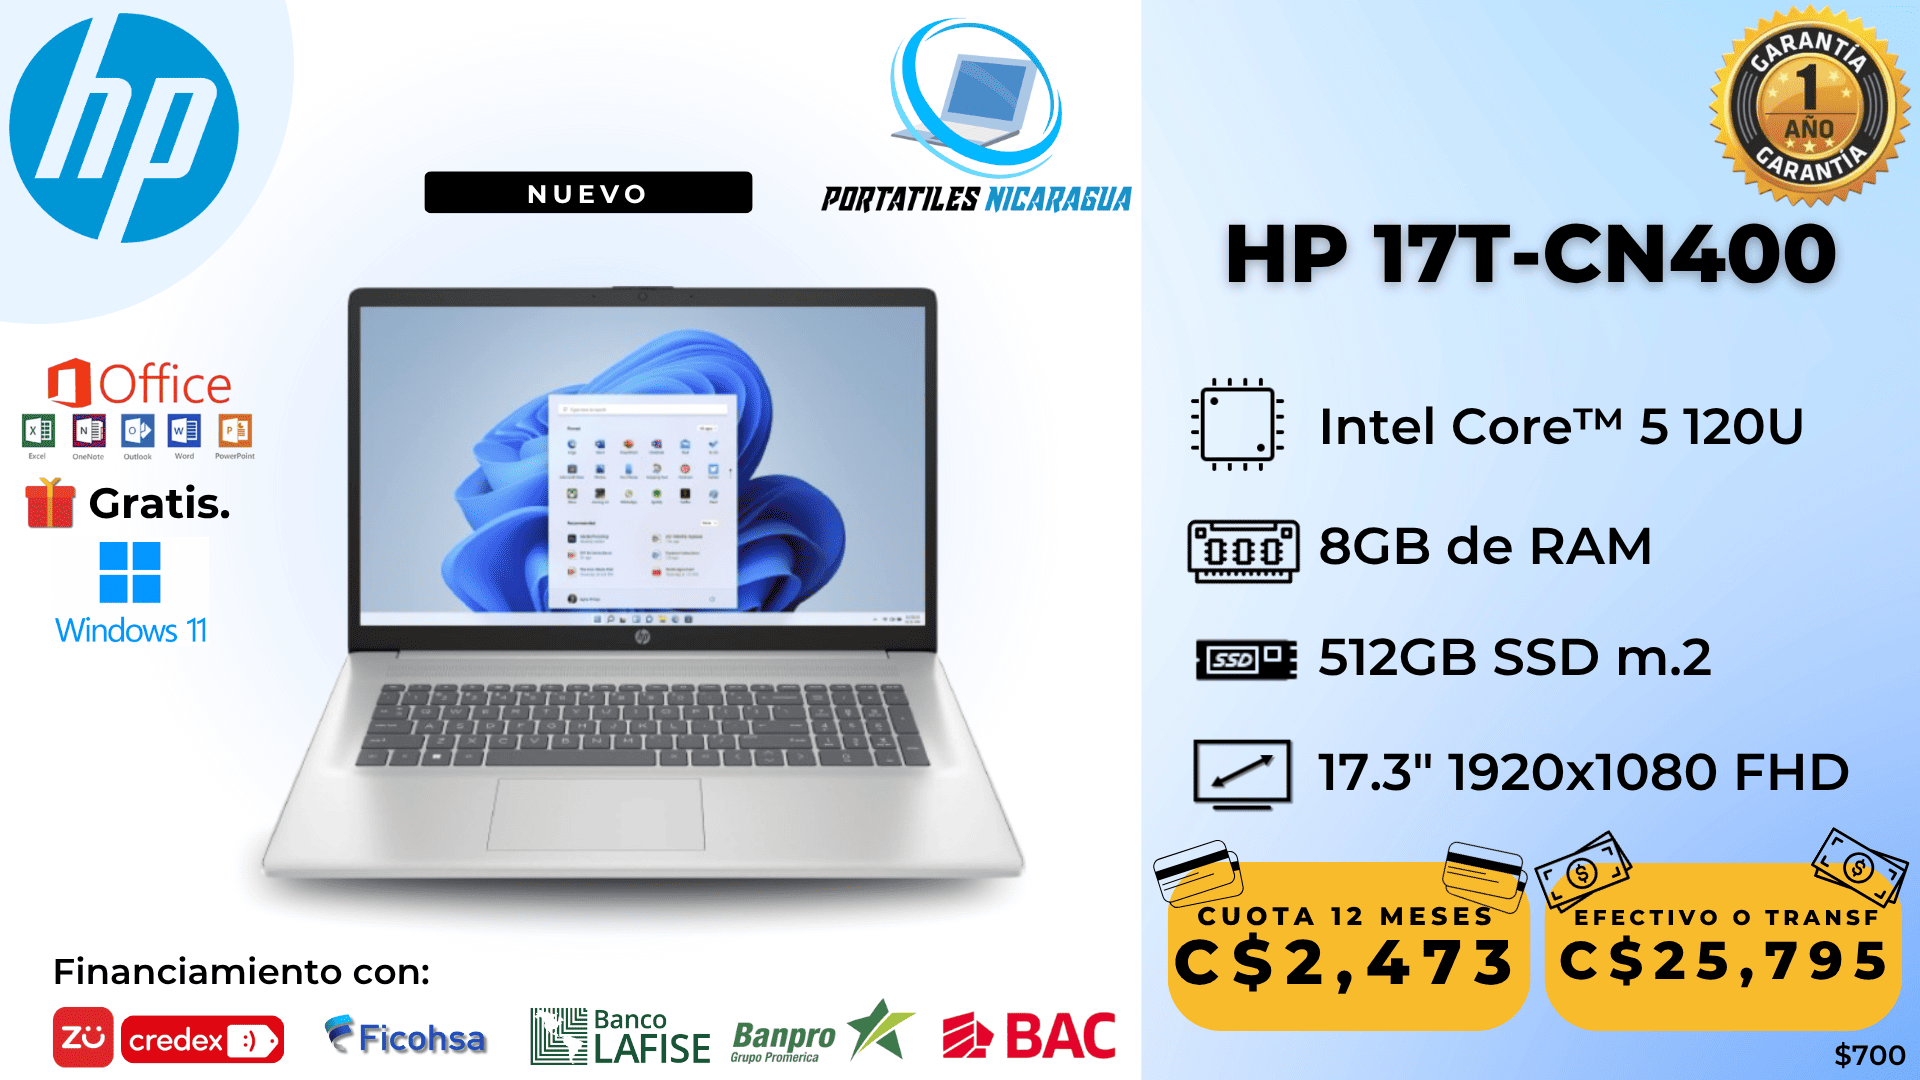 hp
NUEVO
PORTATILES NICARAGUA
GARANTÍA
1
AÑO
GARANTÍA
HP 17T-CN400
Office
Excel
OneNote
Outlook
Word
PowerPoint
Gratis.
Windows 11
Intel Core™ 5 120U
8GB de RAM
SSD
512GB SSD m.2
17.3" 1920x1080 FHD
CUOTA 12 MESES
C$2,473
EFECTIVO O TRANSF
C$25,795
$700
Financiamiento con:
ZU
credex :)
Ficohsa
Banco
LAFISE
Banpro
Grupo Promerica
BAC